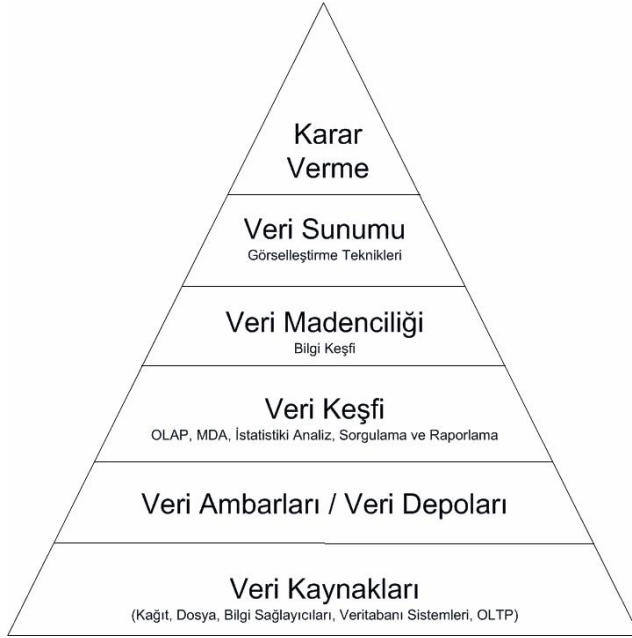 Karar
Verme
Veri Sunumu
Görselleştirme Teknikleri
Veri Madenciliği
Bilgi Keşfi
Veri Keşfi
OLAP, MDA, İstatistiki Analiz, Sorgulama ve Raporlama
Veri Ambarları / Veri Depoları
Veri Kaynakları
(Kağıt, Dosya, Bilgi Sağlayıcıları, Veritabanı Sistemleri, OLTP)